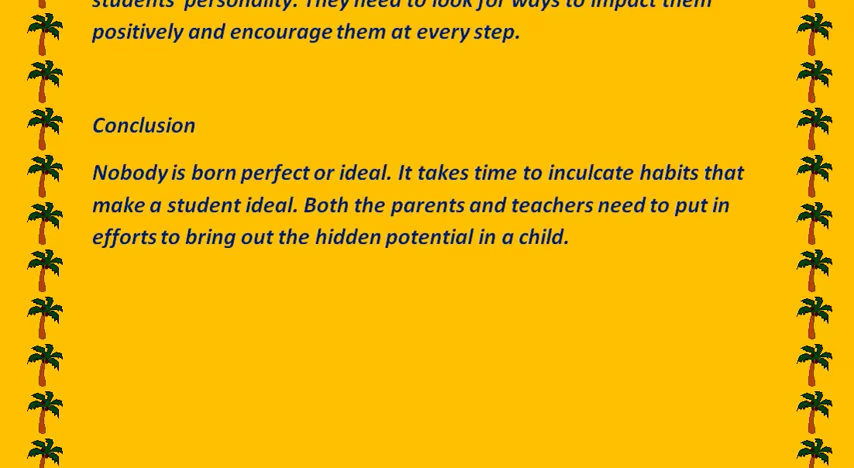 students' personality. They need to look for ways to impact them
positively and encourage them at every step.
Conclusion
Nobody is born perfect or ideal. It takes time to inculcate habits that
make a student ideal. Both the parents and teachers need to put in
efforts to bring out the hidden potential in a child.